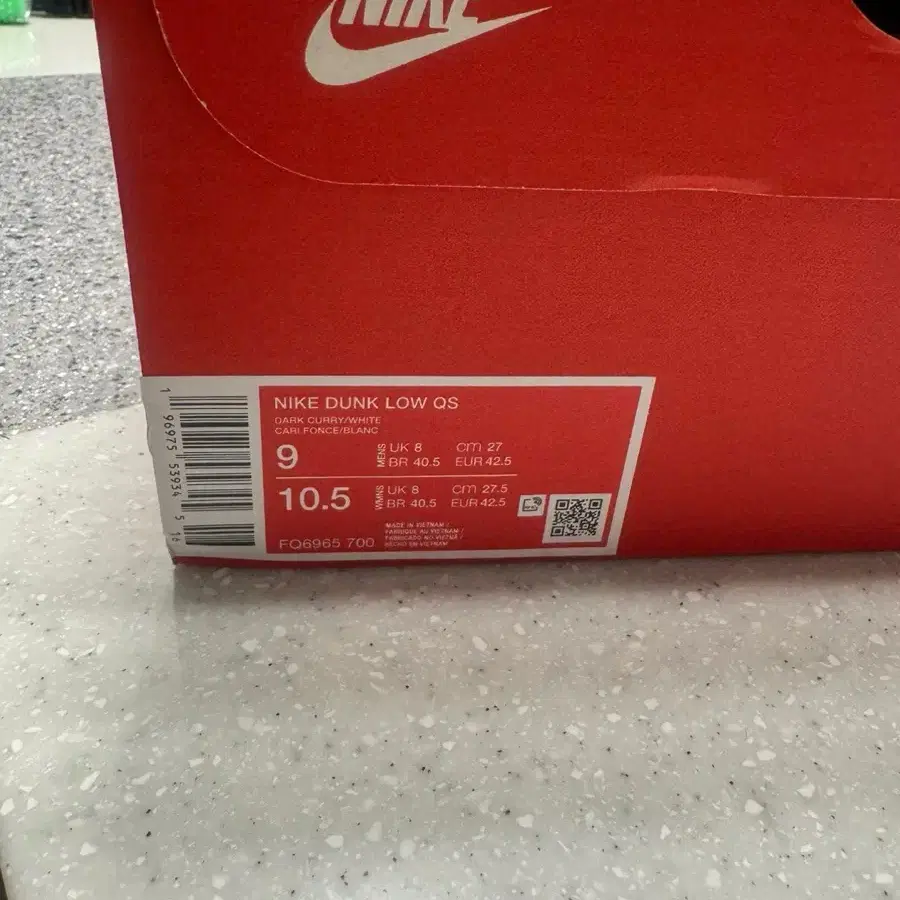 NIKE
NIKE DUNK LOW QS
DARK CURRY/WHITE
CARI FONCE/BLANC
9 MENS UK 8 cm 27
BR 40.5 EUR 42.5
10.5 WMNS UK 8 cm 27.5
BR 40.5 EUR 42.5
FQ6965 700
MADE IN VIETNAM /
FABRIQUE AU VIETNAM /
FABRICADO NO VIETNÃ /
HECHO EN VIETNAM
1 96975 53934 5 16